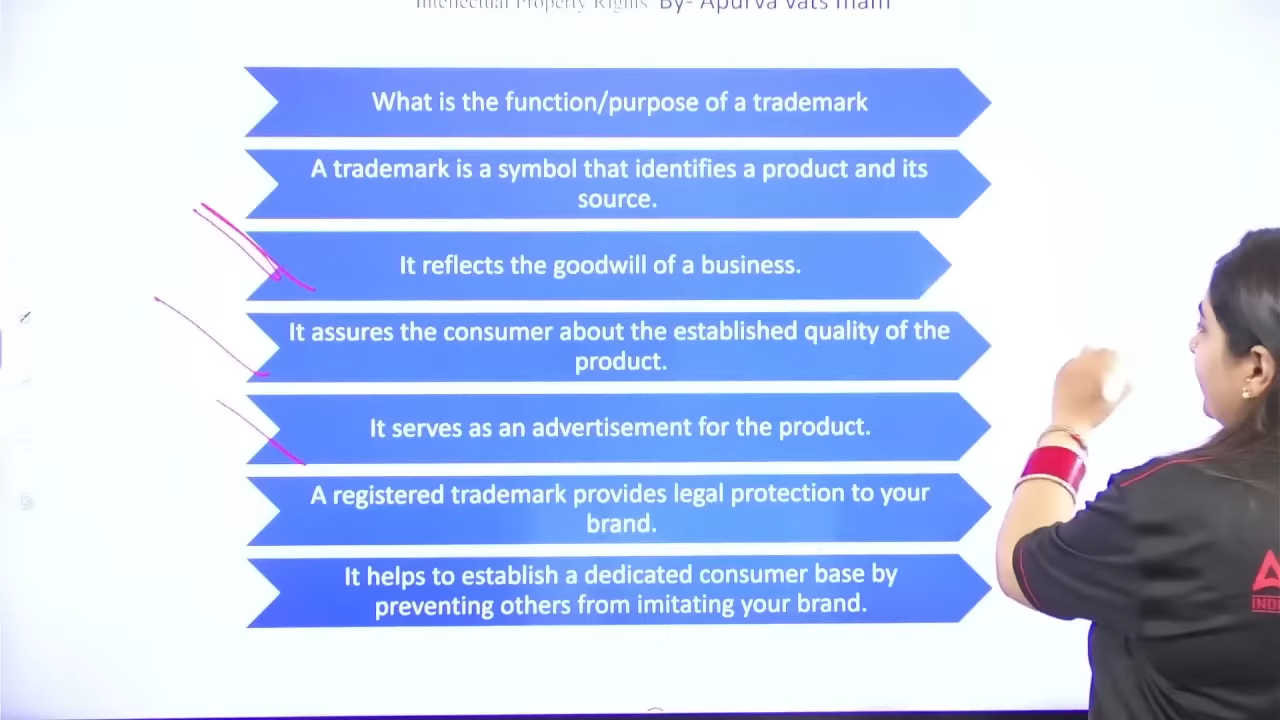 Intellectual Property Rights By- Apurva Vats mam
What is the function/purpose of a trademark
A trademark is a symbol that identifies a product and its
source.
It reflects the goodwill of a business.
It assures the consumer about the established quality of the
product.
It serves as an advertisement for the product.
A registered trademark provides legal protection to your
brand.
It helps to establish a dedicated consumer base by
preventing others from imitating your brand.